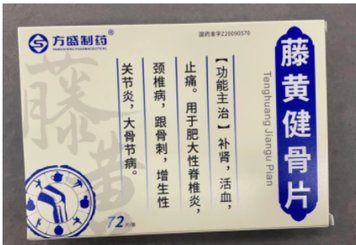 方盛制药®
FANGSHENG PHARMACEUTICAL
国药准字Z20090570
藤黄健骨片
Tenghuang Jiangu Pian
【功能主治】补肾，活血，
止痛。用于肥大性脊椎炎，
颈椎病，跟骨刺，增生性
关节炎，大骨节病。
藤黄